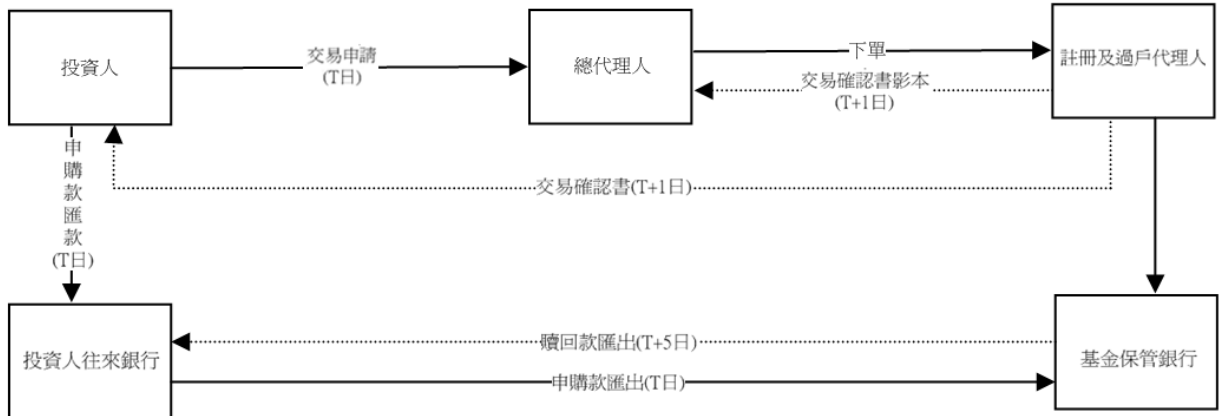 投資人
交易申請
(T日)
總代理人
下單
交易確認書影本
(T+1日)
註冊及過戶代理人
申購款匯款
(T日)
交易確認書(T+1日)
投資人往來銀行
贖回款匯出(T+5日)
申購款匯出(T日)
基金保管銀行